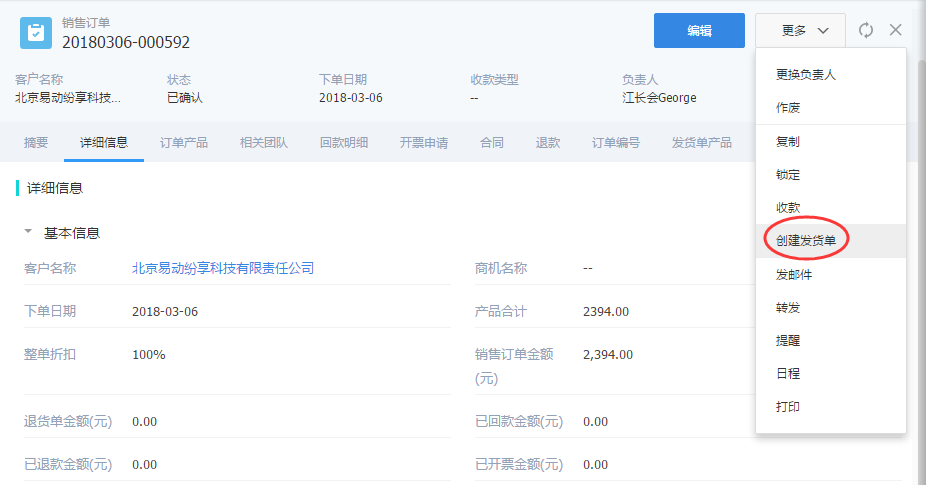 销售订单
20180306-000592
编辑
更多
客户名称
状态
下单日期
收款类型
负责人
北京易动纷享科技...
已确认
2018-03-06
--
江长会George
摘要
详细信息
订单产品
相关团队
回款明细
开票申请
合同
退款
订单编号
发货单产品
更换负责人
作废
复制
锁定
收款
创建发货单
发邮件
转发
提醒
日程
打印
详细信息
基本信息
客户名称
北京易动纷享科技有限责任公司
商机名称
--
下单日期
2018-03-06
产品合计
2394.00
整单折扣
100%
销售订单金额
(元)
2,394.00
退货单金额(元)
0.00
已回款金额(元)
0.00
已退款金额(元)
0.00
已开票金额(元)
0.00